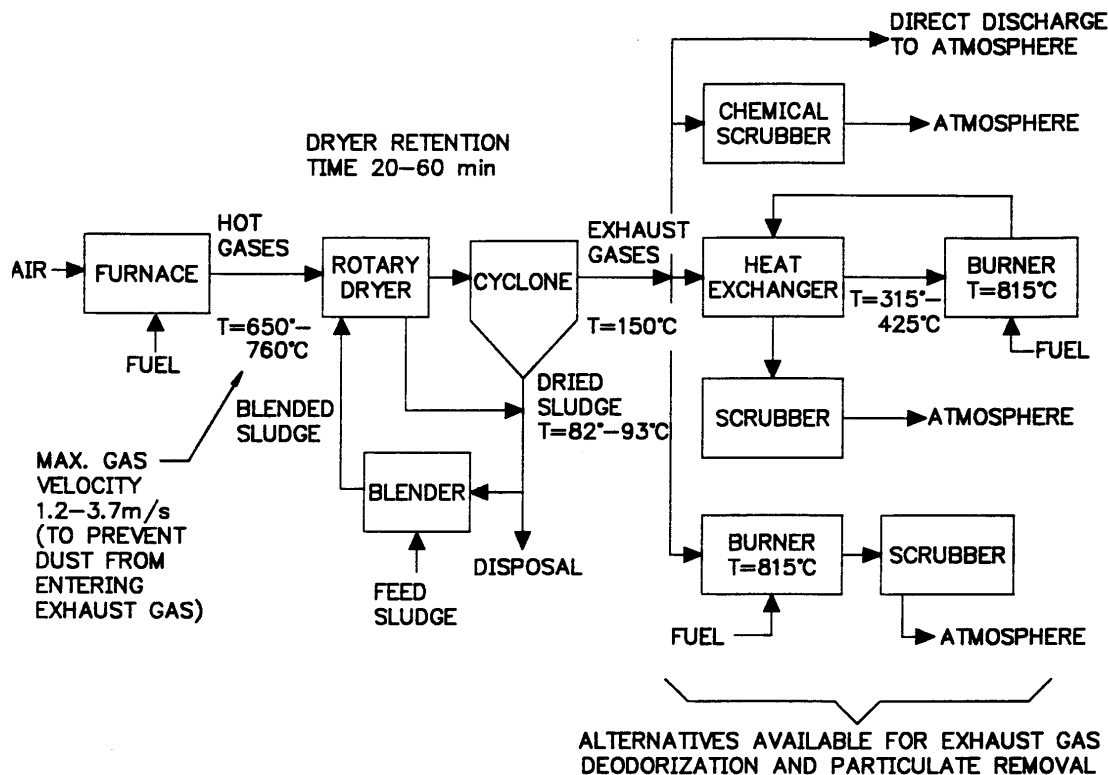 DIRECT DISCHARGE
TO ATMOSPHERE
CHEMICAL
SCRUBBER
ATMOSPHERE
DRYER RETENTION
TIME 20–60 min
HOT
GASES
EXHAUST
GASES
AIR
FURNACE
ROTARY
DRYER
CYCLONE
HEAT
EXCHANGER
BURNER
T=815°C
T=650°–
760°C
T=150°C
T=315°–
425°C
FUEL
FUEL
BLENDED
SLUDGE
DRIED
SLUDGE
T=82°–93°C
SCRUBBER
ATMOSPHERE
MAX. GAS
VELOCITY
1.2–3.7m/s
(TO PREVENT
DUST FROM
ENTERING
EXHAUST GAS)
BLENDER
FEED
SLUDGE
DISPOSAL
BURNER
T=815°C
SCRUBBER
FUEL
ATMOSPHERE
ALTERNATIVES AVAILABLE FOR EXHAUST GAS
DEODORIZATION AND PARTICULATE REMOVAL